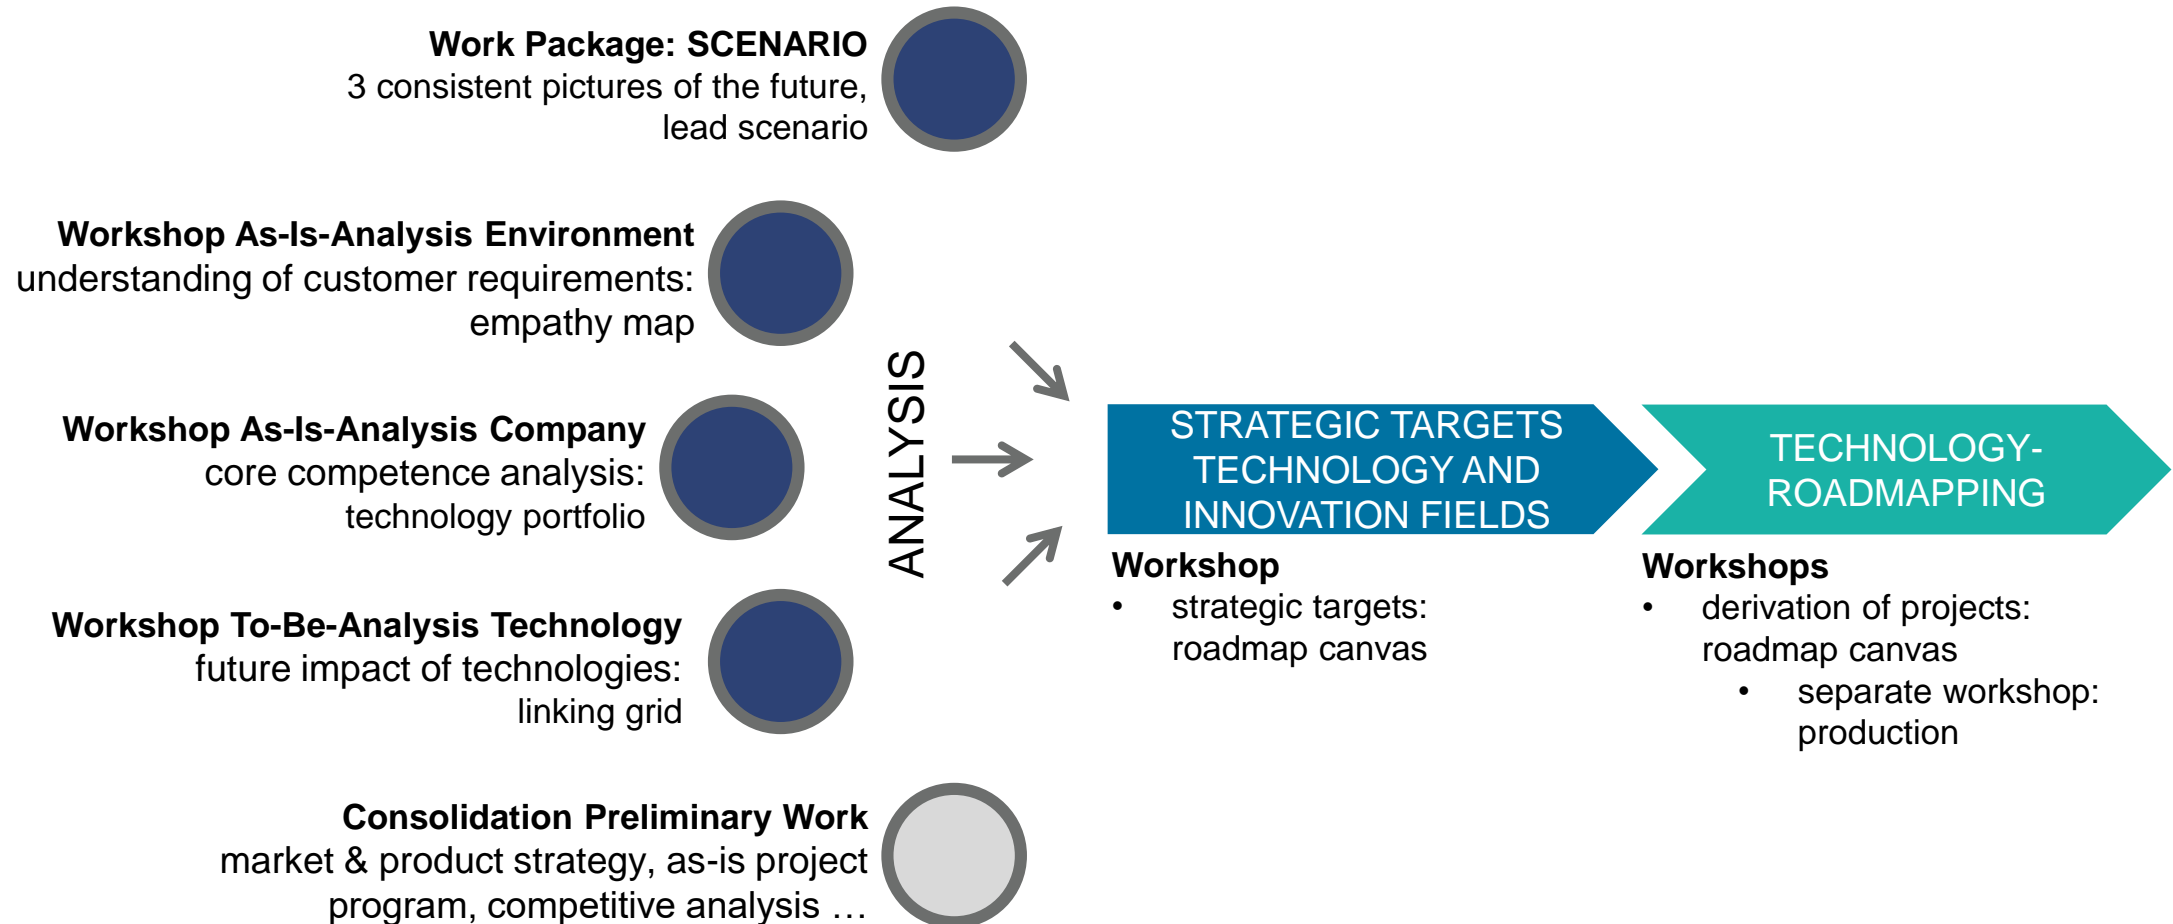 Work Package: SCENARIO
3 consistent pictures of the future,
lead scenario
Workshop As-Is-Analysis Environment
understanding of customer requirements:
empathy map
Workshop As-Is-Analysis Company
core competence analysis:
technology portfolio
Workshop To-Be-Analysis Technology
future impact of technologies:
linking grid
Consolidation Preliminary Work
market & product strategy, as-is project
program, competitive analysis …
ANALYSIS
STRATEGIC TARGETS
TECHNOLOGY AND
INNOVATION FIELDS
Workshop
• strategic targets:
roadmap canvas
TECHNOLOGY-
ROADMAPPING
Workshops
• derivation of projects:
roadmap canvas
• separate workshop:
production